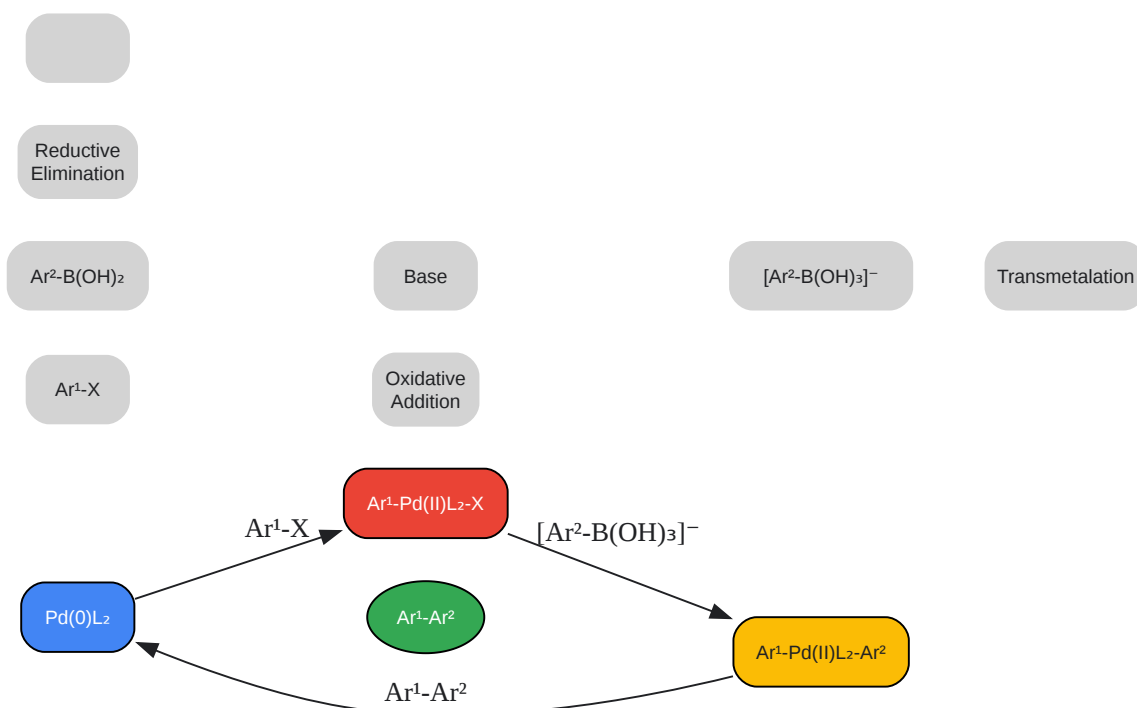 Reductive
Elimination
Ar²-B(OH)₂
Base
[Ar²-B(OH)₃]⁻
Transmetalation
Ar¹-X
Oxidative
Addition
Ar¹-Pd(II)L₂-X
Ar¹-X
[Ar²-B(OH)₃]⁻
Pd(0)L₂
Ar¹-Ar²
Ar¹-Pd(II)L₂-Ar²
Ar¹-Ar²